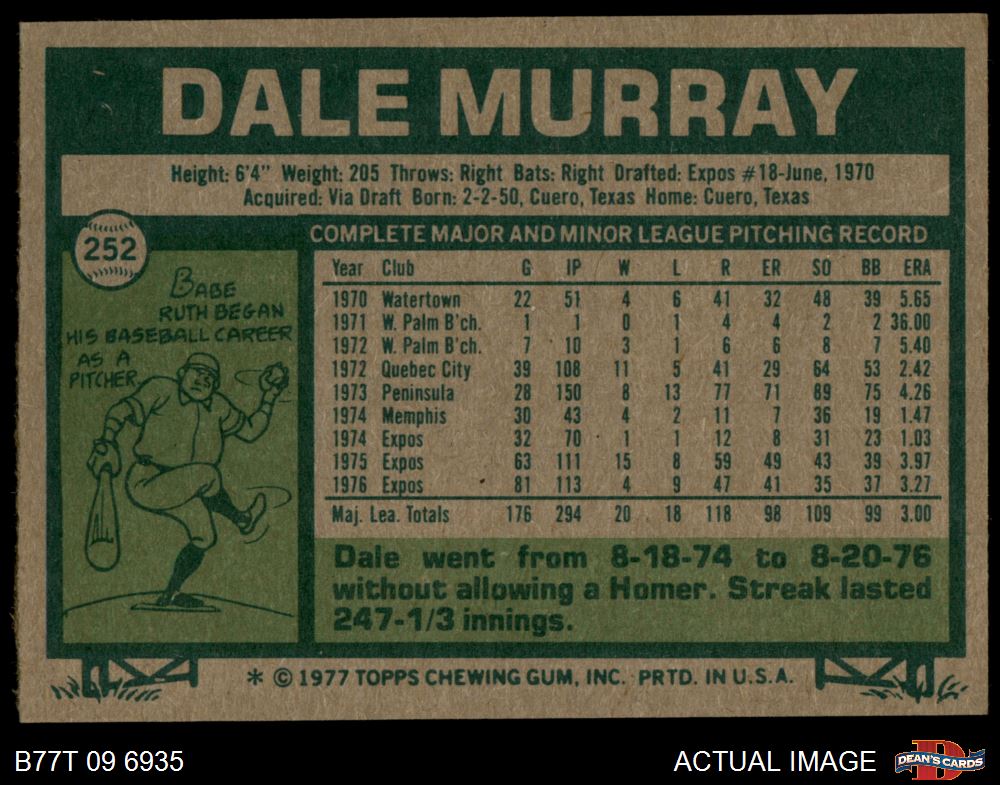 DALE MURRAY
Height: 6'4" Weight: 205 Throws: Right Bats: Right Drafted: Expos #18-June, 1970
Acquired: Via Draft Born: 2-2-50, Cuero, Texas Home: Cuero, Texas
252
BABE
RUTH BEGAN
HIS BASEBALL CAREER
AS A
PITCHER
COMPLETE MAJOR AND MINOR LEAGUE PITCHING RECORD
Year Club G IP W L R ER SO BB ERA
1970 Watertown 22 51 4 6 41 32 48 39 5.65
1971 W. Palm B'ch. 1 1 0 1 4 4 2 2 36.00
1972 W. Palm B'ch. 7 10 3 1 6 6 8 7 5.40
1972 Quebec City 39 108 11 5 41 29 64 53 2.42
1973 Peninsula 28 150 8 13 77 71 89 75 4.26
1974 Memphis 30 43 4 2 11 7 36 19 1.47
1974 Expos 32 70 1 1 12 8 31 23 1.03
1975 Expos 63 111 15 8 59 49 43 39 3.97
1976 Expos 81 113 4 9 47 41 35 37 3.27
Maj. Lea. Totals 176 294 20 18 118 98 109 99 3.00
Dale went from 8-18-74 to 8-20-76
without allowing a Homer. Streak lasted
247-1/3 innings.
* © 1977 TOPPS CHEWING GUM, INC. PRTD. IN U.S.A.
B77T 09 6935
ACTUAL IMAGE
D
DEAN'S CARDS